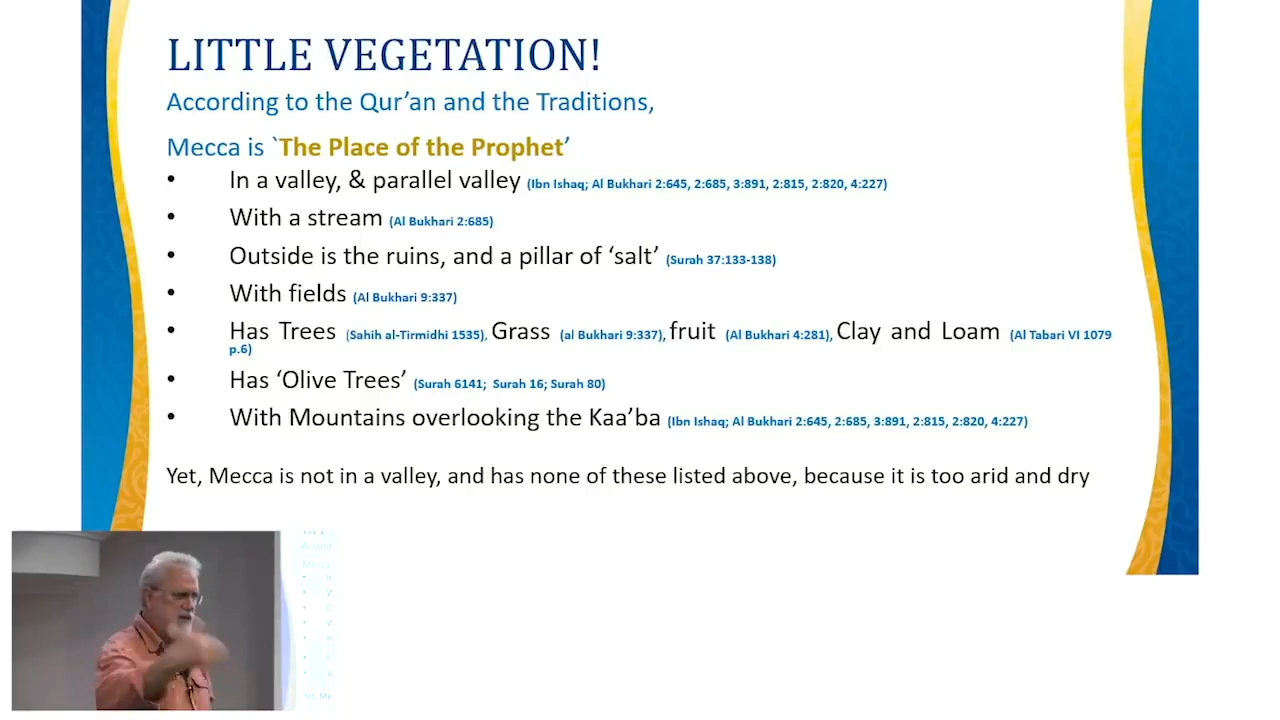 LITTLE VEGETATION!
According to the Qur’an and the Traditions,
Mecca is `The Place of the Prophet’
• In a valley, & parallel valley (Ibn Ishaq; Al Bukhari 2:645, 2:685, 3:891, 2:815, 2:820, 4:227)
• With a stream (Al Bukhari 2:685)
• Outside is the ruins, and a pillar of ‘salt’ (Surah 37:133-138)
• With fields (Al Bukhari 9:337)
• Has Trees (Sahih al-Tirmidhi 1535), Grass (al Bukhari 9:337), fruit (Al Bukhari 4:281), Clay and Loam (Al Tabari VI 1079
p.6)
• Has ‘Olive Trees’ (Surah 6141; Surah 16; Surah 80)
• With Mountains overlooking the Kaa’ba (Ibn Ishaq; Al Bukhari 2:645, 2:685, 3:891, 2:815, 2:820, 4:227)
Yet, Mecca is not in a valley, and has none of these listed above, because it is too arid and dry